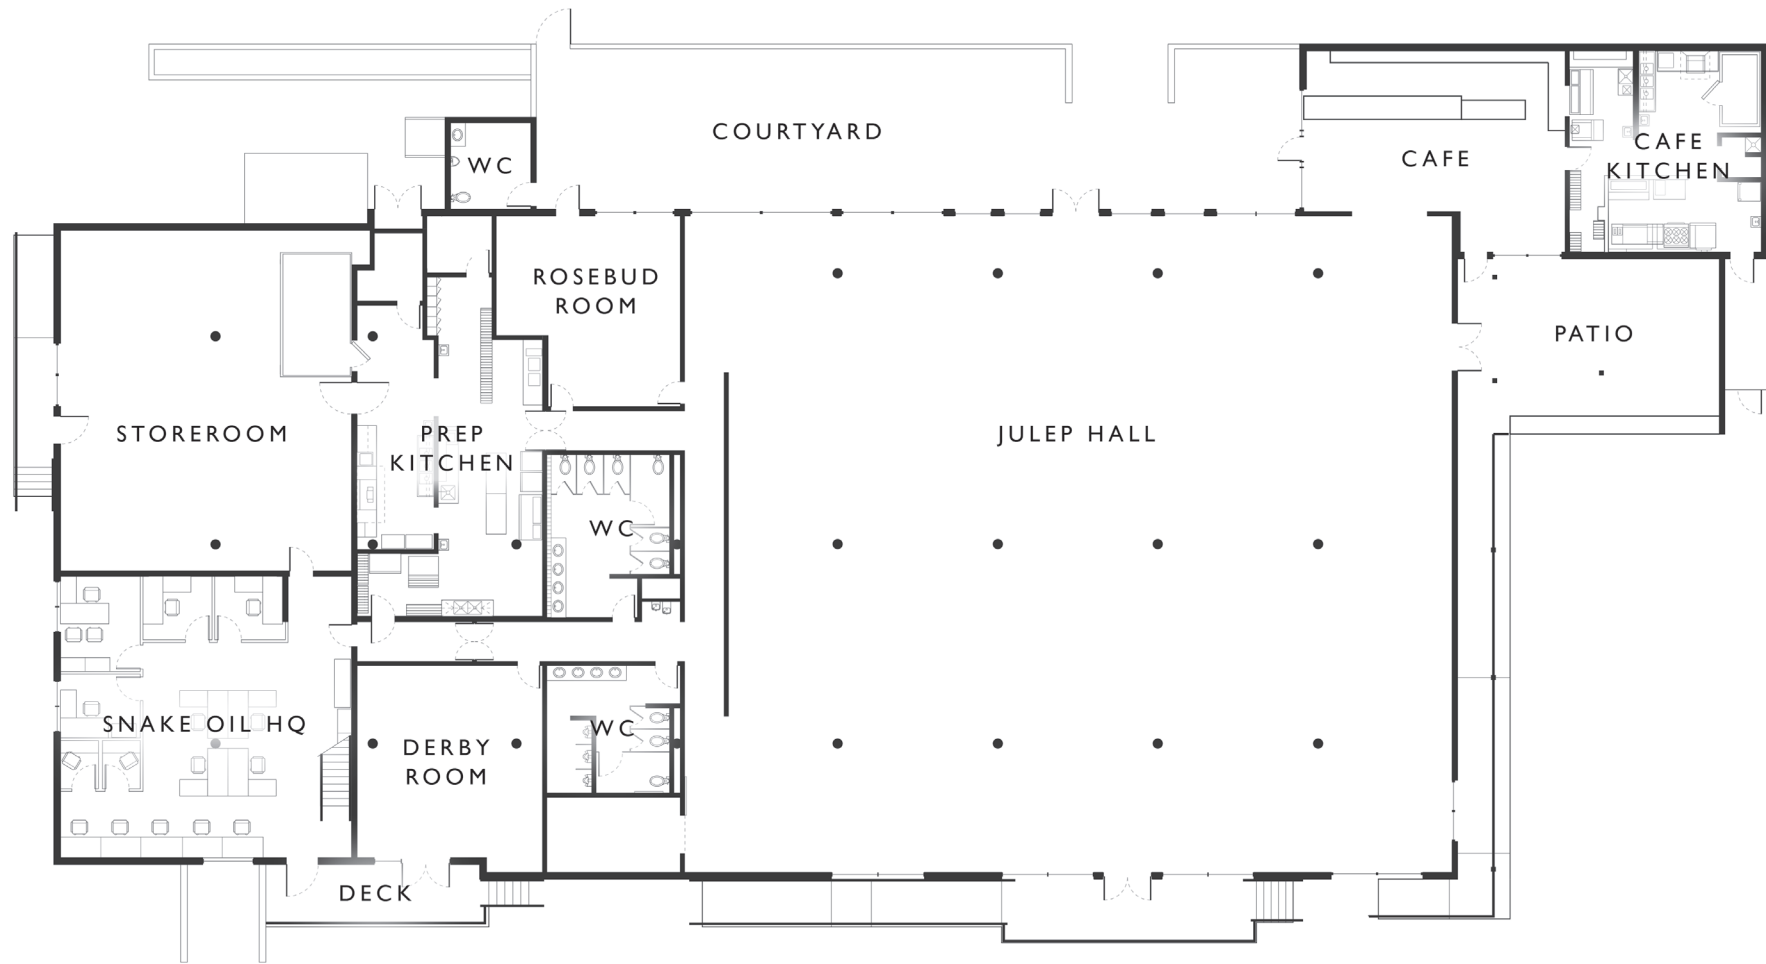 COURTYARD
WC
CAFE
CAFE
KITCHEN
ROSEBUD
ROOM
PATIO
STOREROOM
PREP
KITCHEN
JULEP HALL
WC
SNAKE OIL HQ
WC
DERBY
ROOM
DECK